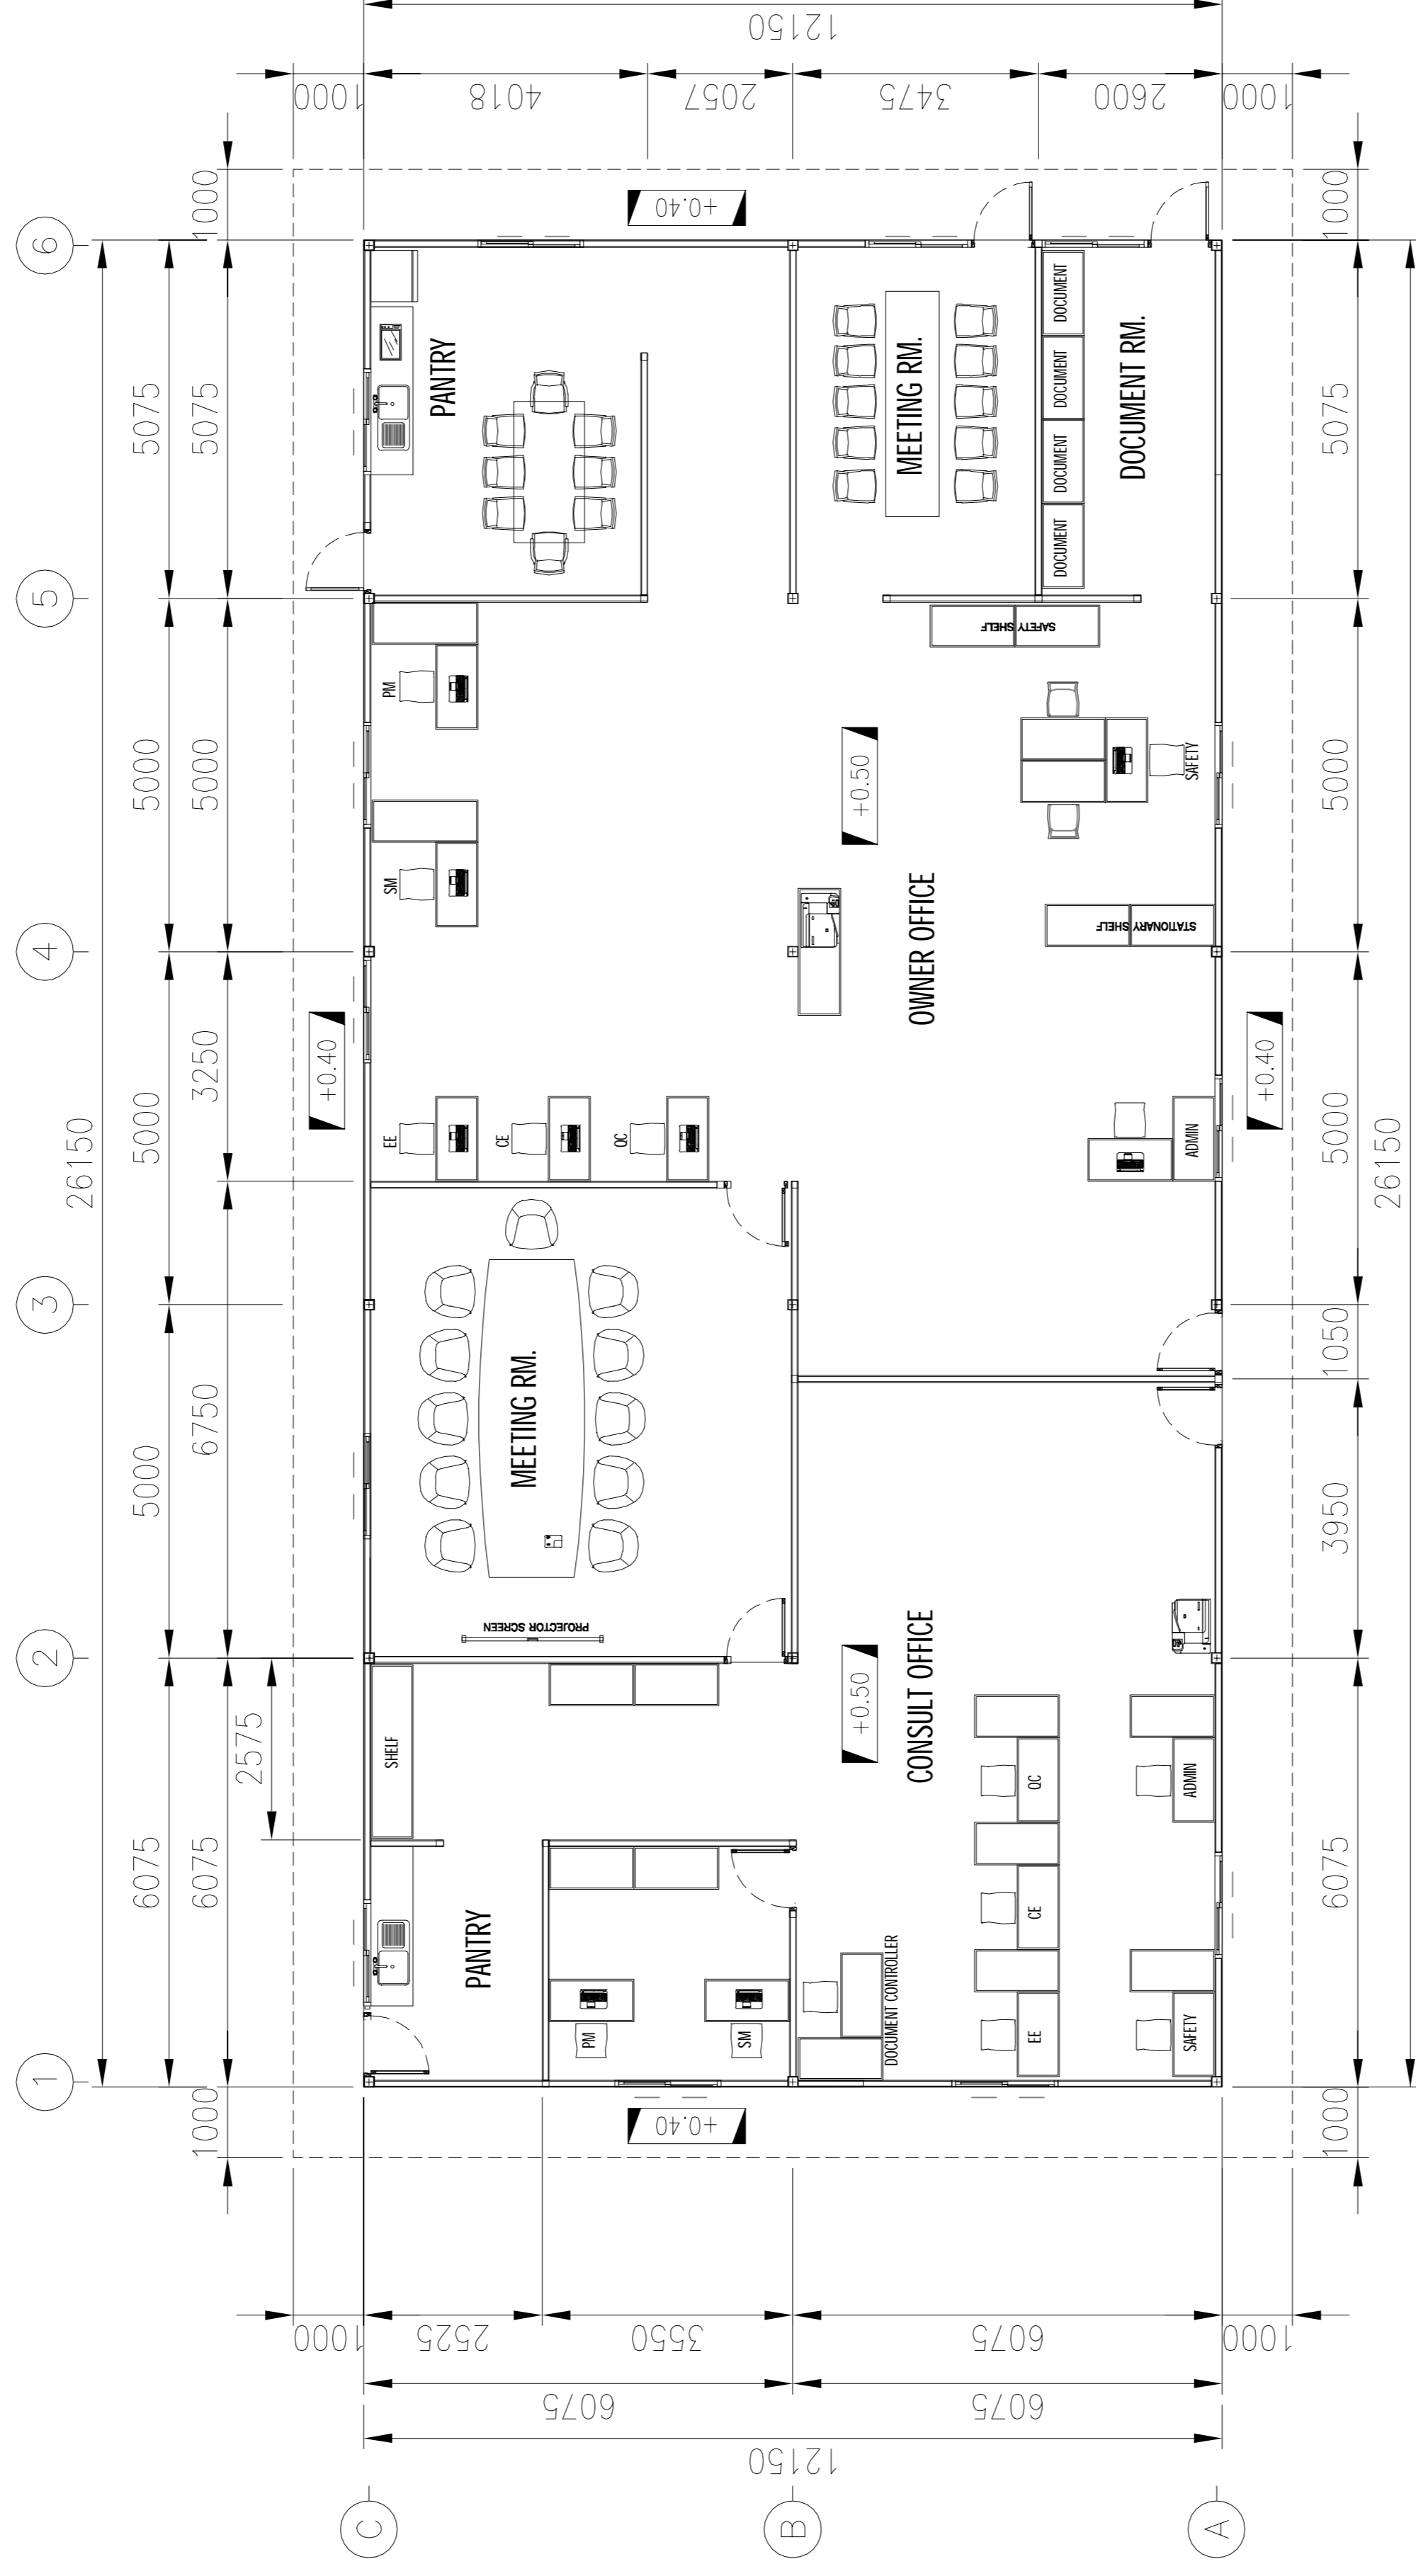 12150
1000
4018
2057
3475
2600
1000
1000
1000
6
+0.40
26150
5075
5075
5075
26150
PANTRY
MEETING RM.
DOCUMENT RM.
DOCUMENT
DOCUMENT
DOCUMENT
DOCUMENT
5
SAFETY SHELF
PM
SM
5000
5000
5000
+0.50
SAFETY
OWNER OFFICE
STATIONARY SHELF
4
+0.40
+0.40
5000
3250
5000
EE
CE
QC
ADMIN
3
1050
5000
6750
3950
MEETING RM.
PROJECTOR SCREEN
2
CONSULT OFFICE
+0.50
2575
SHELF
6075
6075
6075
PANTRY
QC
ADMIN
CE
DOCUMENT CONTROLLER
PM
SM
EE
SAFETY
1
1000
+0.40
1000
1000
2525
3550
6075
1000
6075
6075
12150
C
B
A